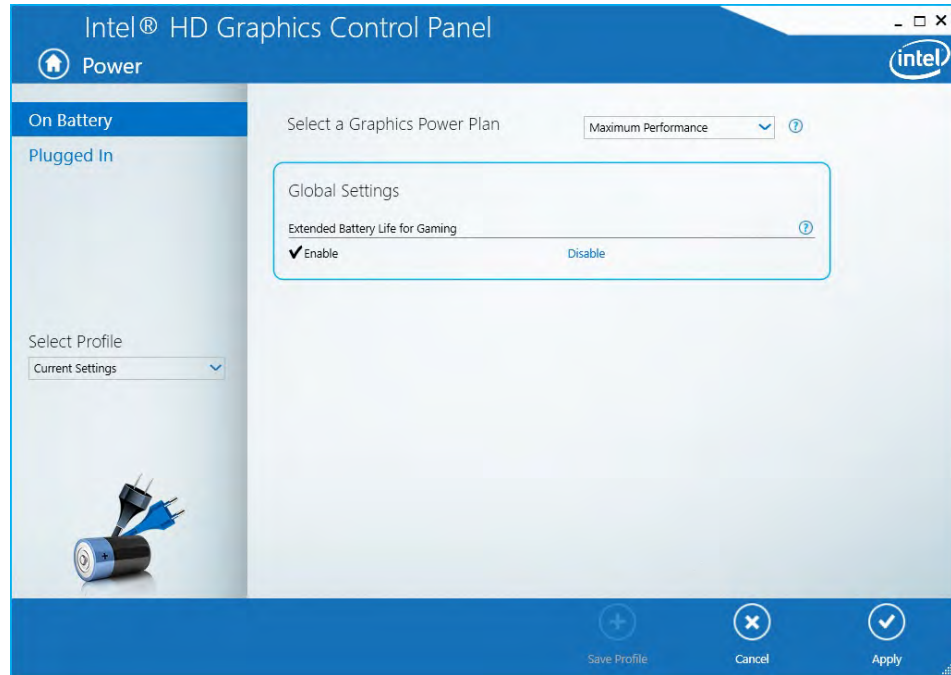 Intel® HD Graphics Control Panel
Power
intel
On Battery
Plugged In
Select a Graphics Power Plan
Maximum Performance
?
Global Settings
Extended Battery Life for Gaming
?
Enable
Disable
Select Profile
Current Settings
Save Profile
Cancel
Apply